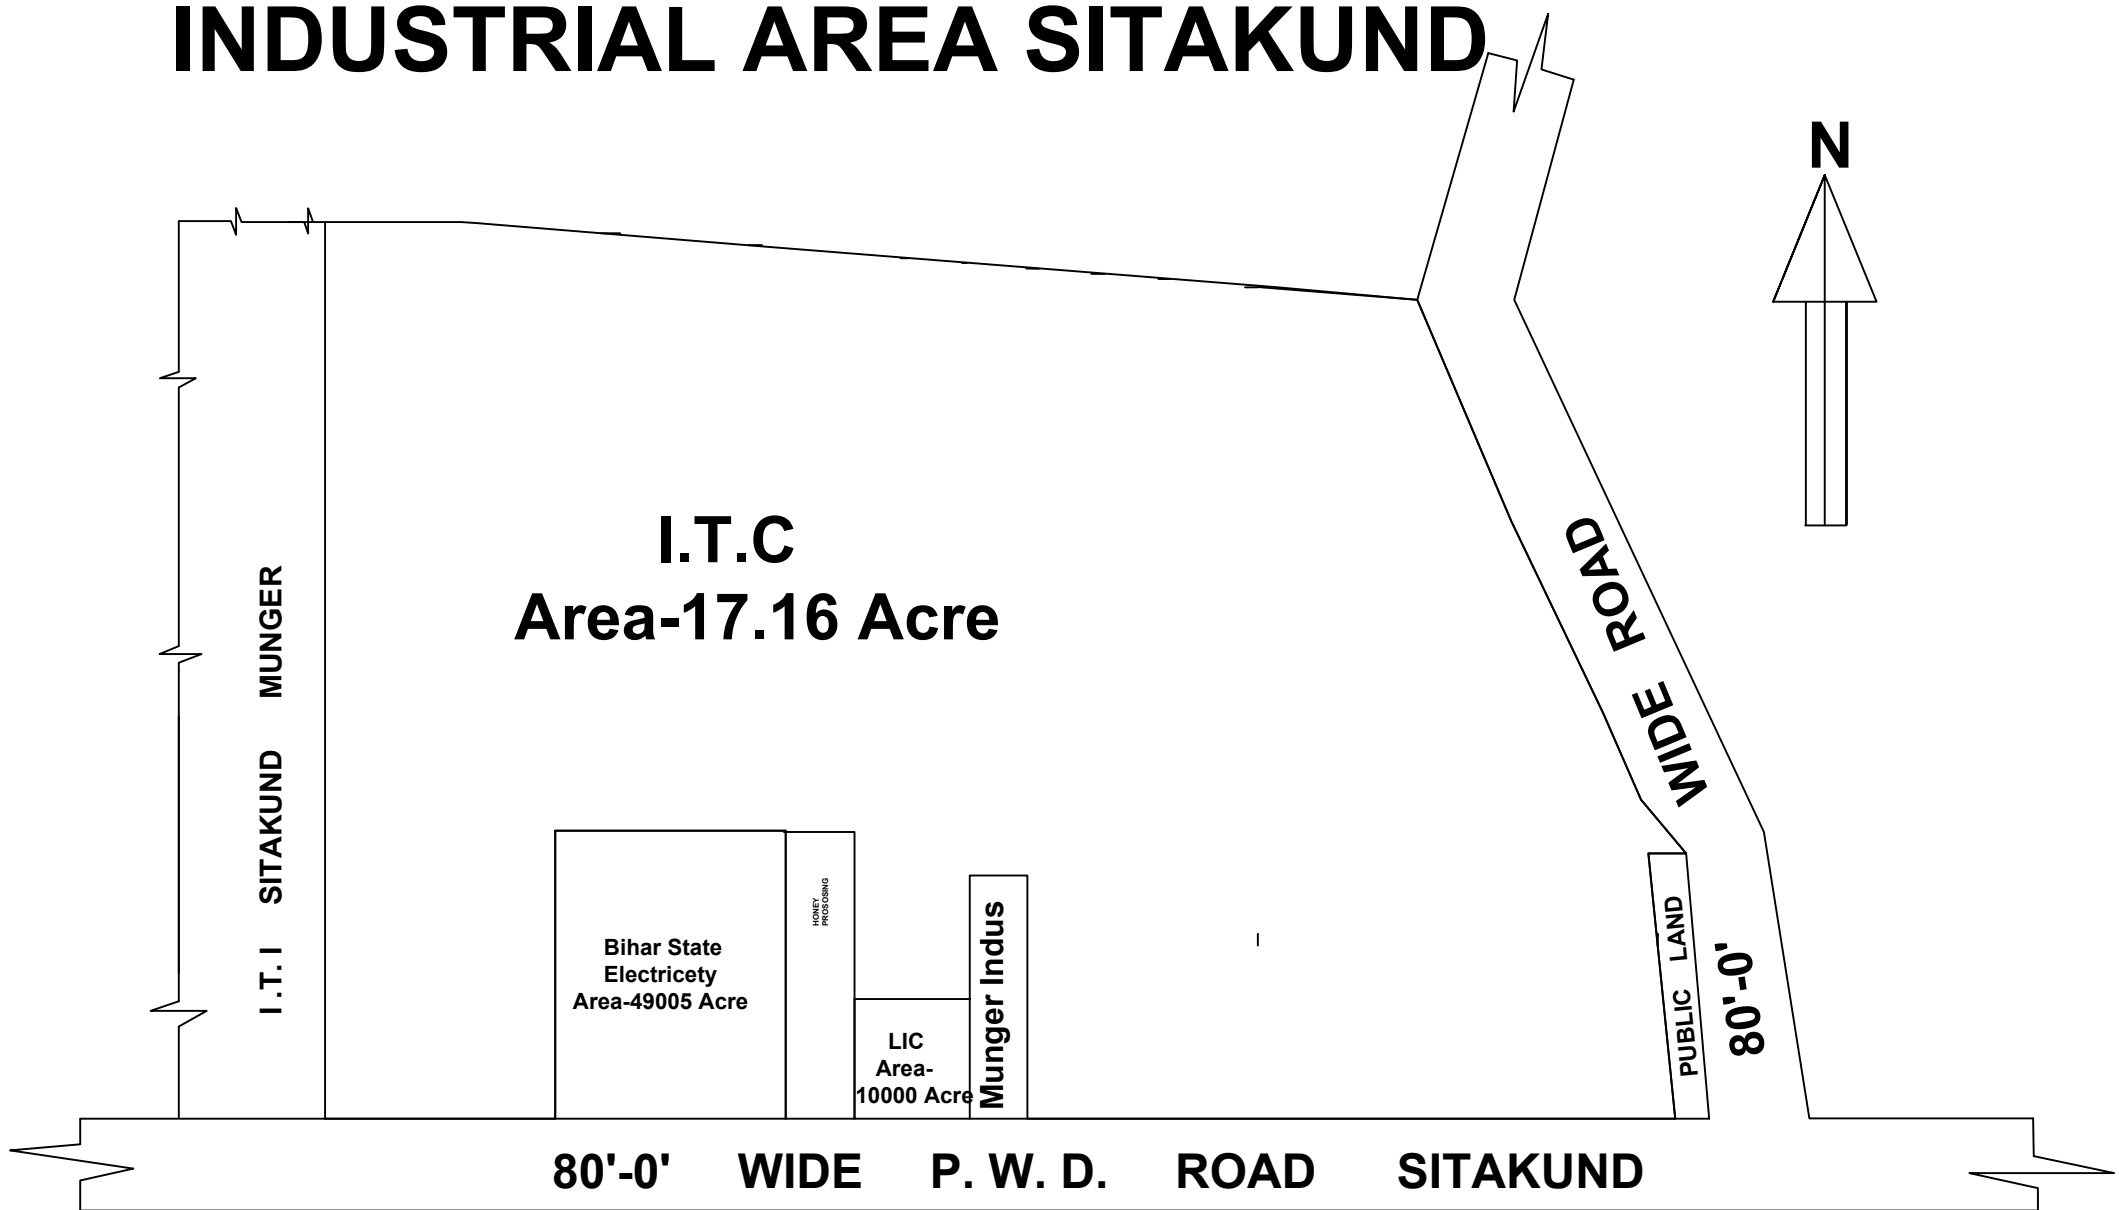 INDUSTRIAL AREA SITAKUND
N
I.T.C
Area-17.16 Acre
I.T. I SITAKUND MUNGER
WIDE ROAD
80'-0'
PUBLIC LAND
Bihar State
Electricety
Area-49005 Acre
HONEY
PROSOSING
LIC
Area-
10000 Acre
Munger Indus
80'-0' WIDE P. W. D. ROAD SITAKUND